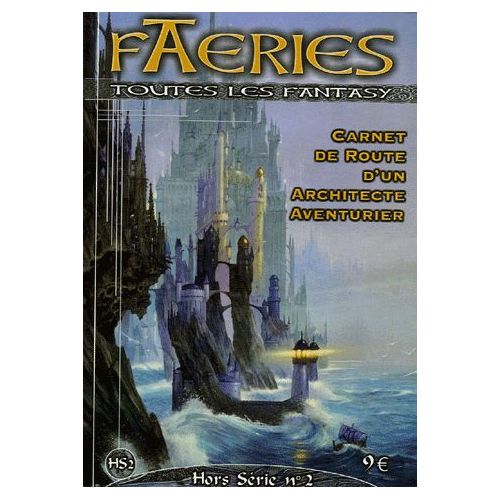 FAERIES
TOUTES LES FANTASY
CARNET
DE ROUTE
D'UN
ARCHITECTE
AVENTURIER
HS2
HORS SÉRIE N° 2
9 €